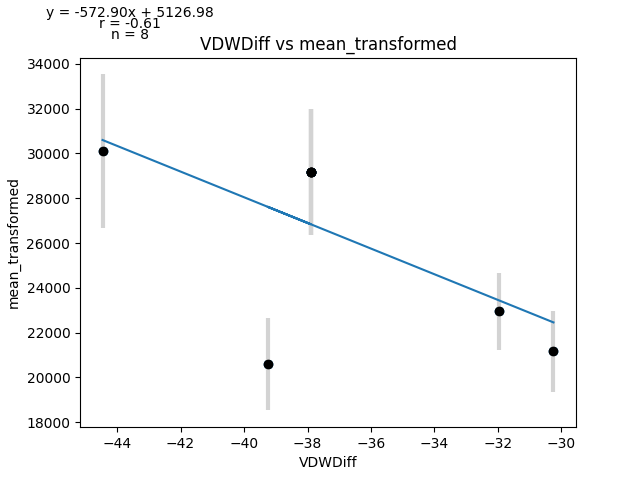 y = -572.90x + 5126.98
r = -0.61
n = 8
VDWDiff vs mean_transformed
34000
32000
30000
28000
26000
24000
22000
20000
18000
mean_transformed
−44 −42 −40 −38 −36 −34 −32 −30
VDWDiff